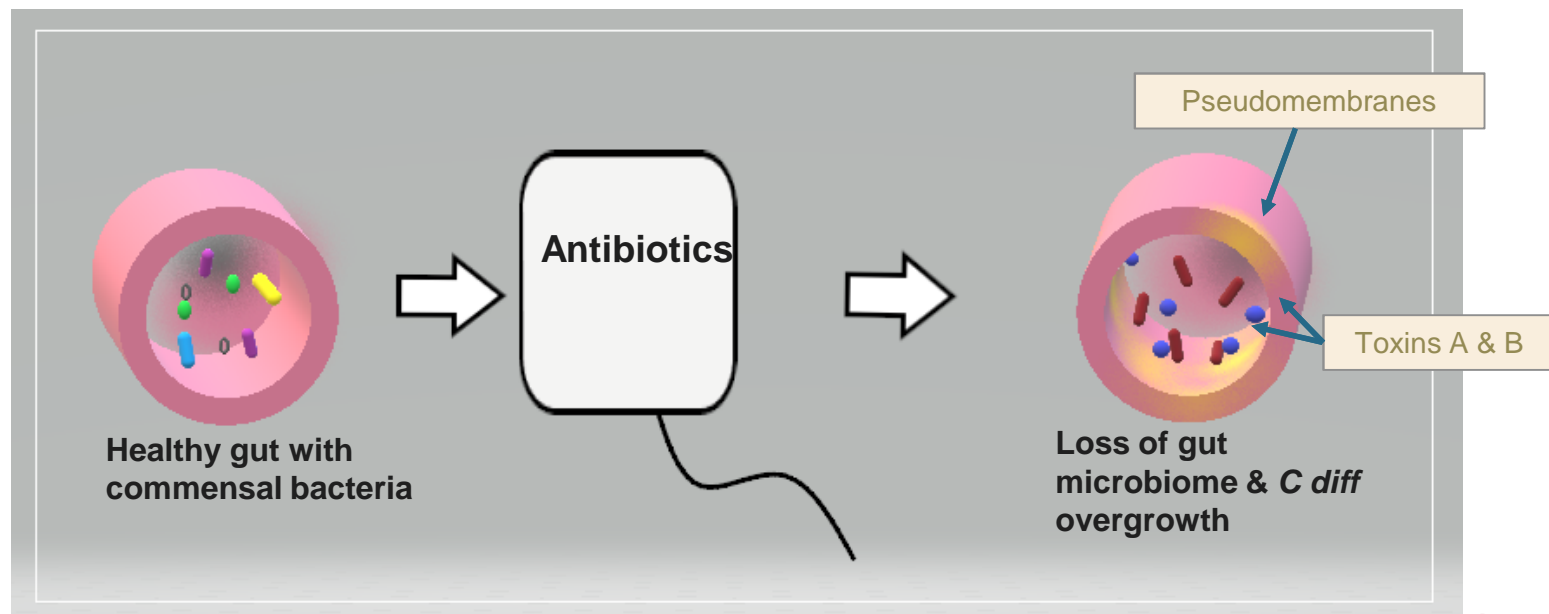 Pseudomembranes
Antibiotics
Toxins A & B
Healthy gut with
commensal bacteria
Loss of gut
microbiome & C diff
overgrowth